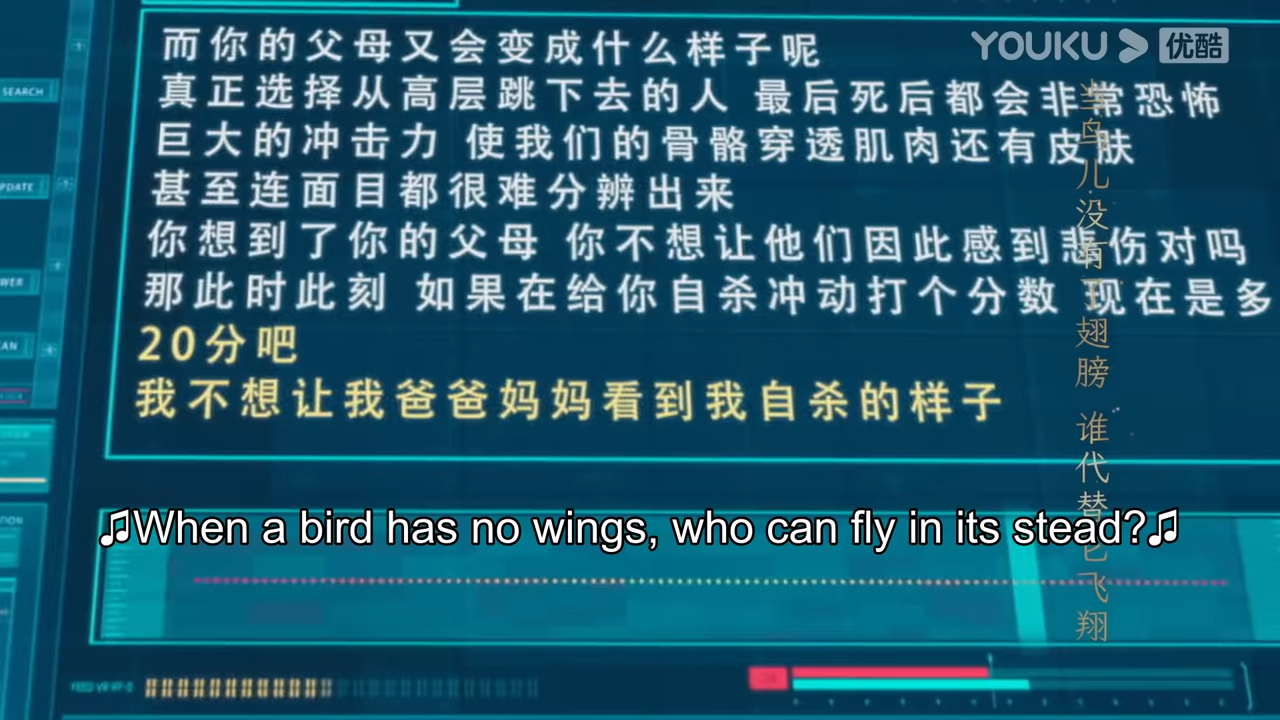 YOUKU 优酷
而你的父母又会变成什么样子呢
真正选择从高层跳下去的人 最后死后都会非常恐怖
巨大的冲击力 使我们的骨骼穿透肌肉还有皮肤
甚至连面目都很难分辨出来
你想到了你的父母 你不想让他们因此感到悲伤对吗
那此时此刻 如果在给你自杀冲动打个分数 现在是多
20分吧
我不想让我爸爸妈妈看到我自杀的样子
当鸟儿没有了翅膀 谁代替它飞翔
♫When a bird has no wings, who can fly in its stead?♫
SEARCH
PDATE
WER
AN